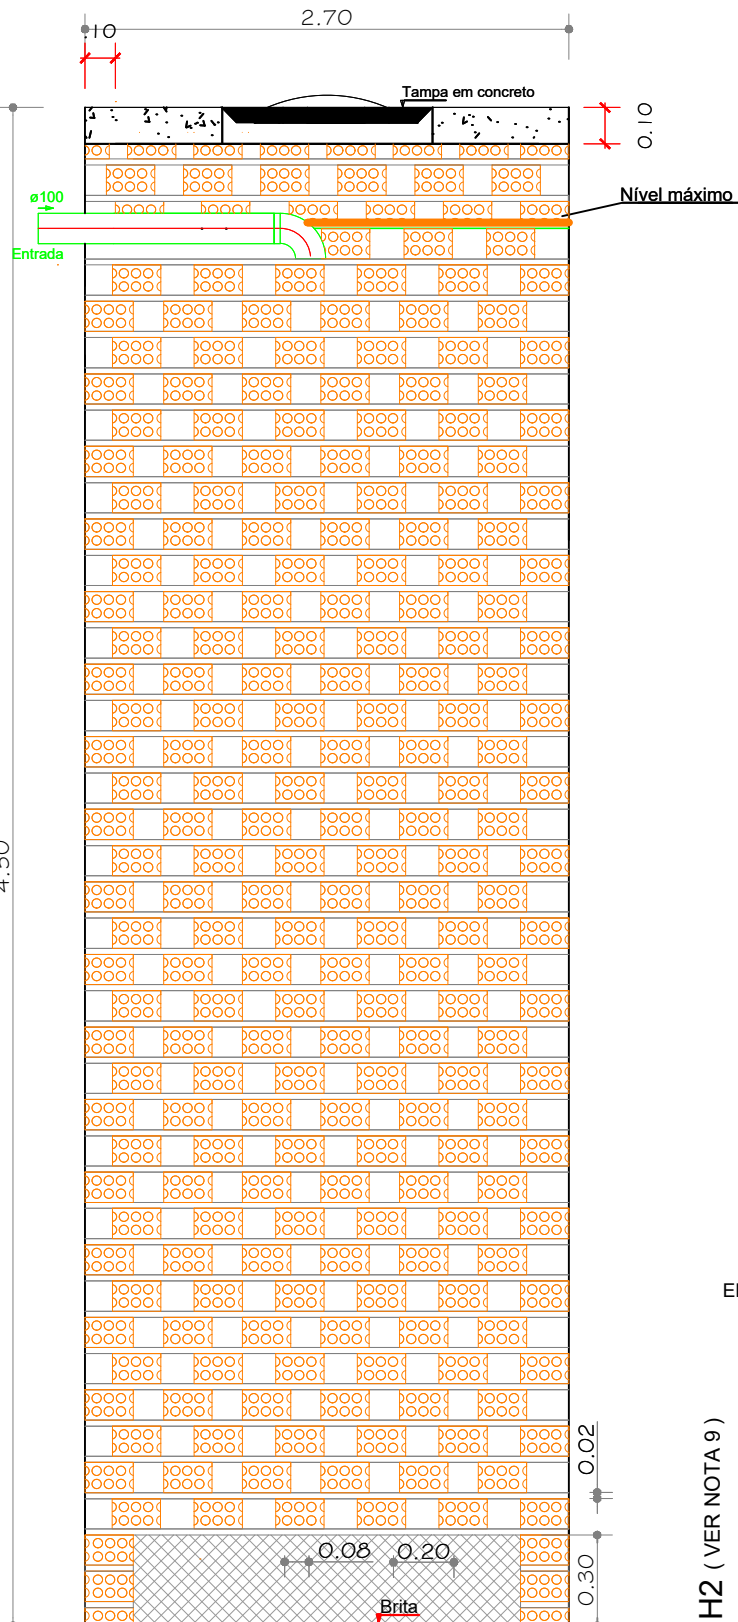 2.70
10
Tampa em concreto
0.10
ø100
Nível máximo
Entrada
0.02
H2 ( VER NOTA 9 )
0.08
0.20
0.30
Brita